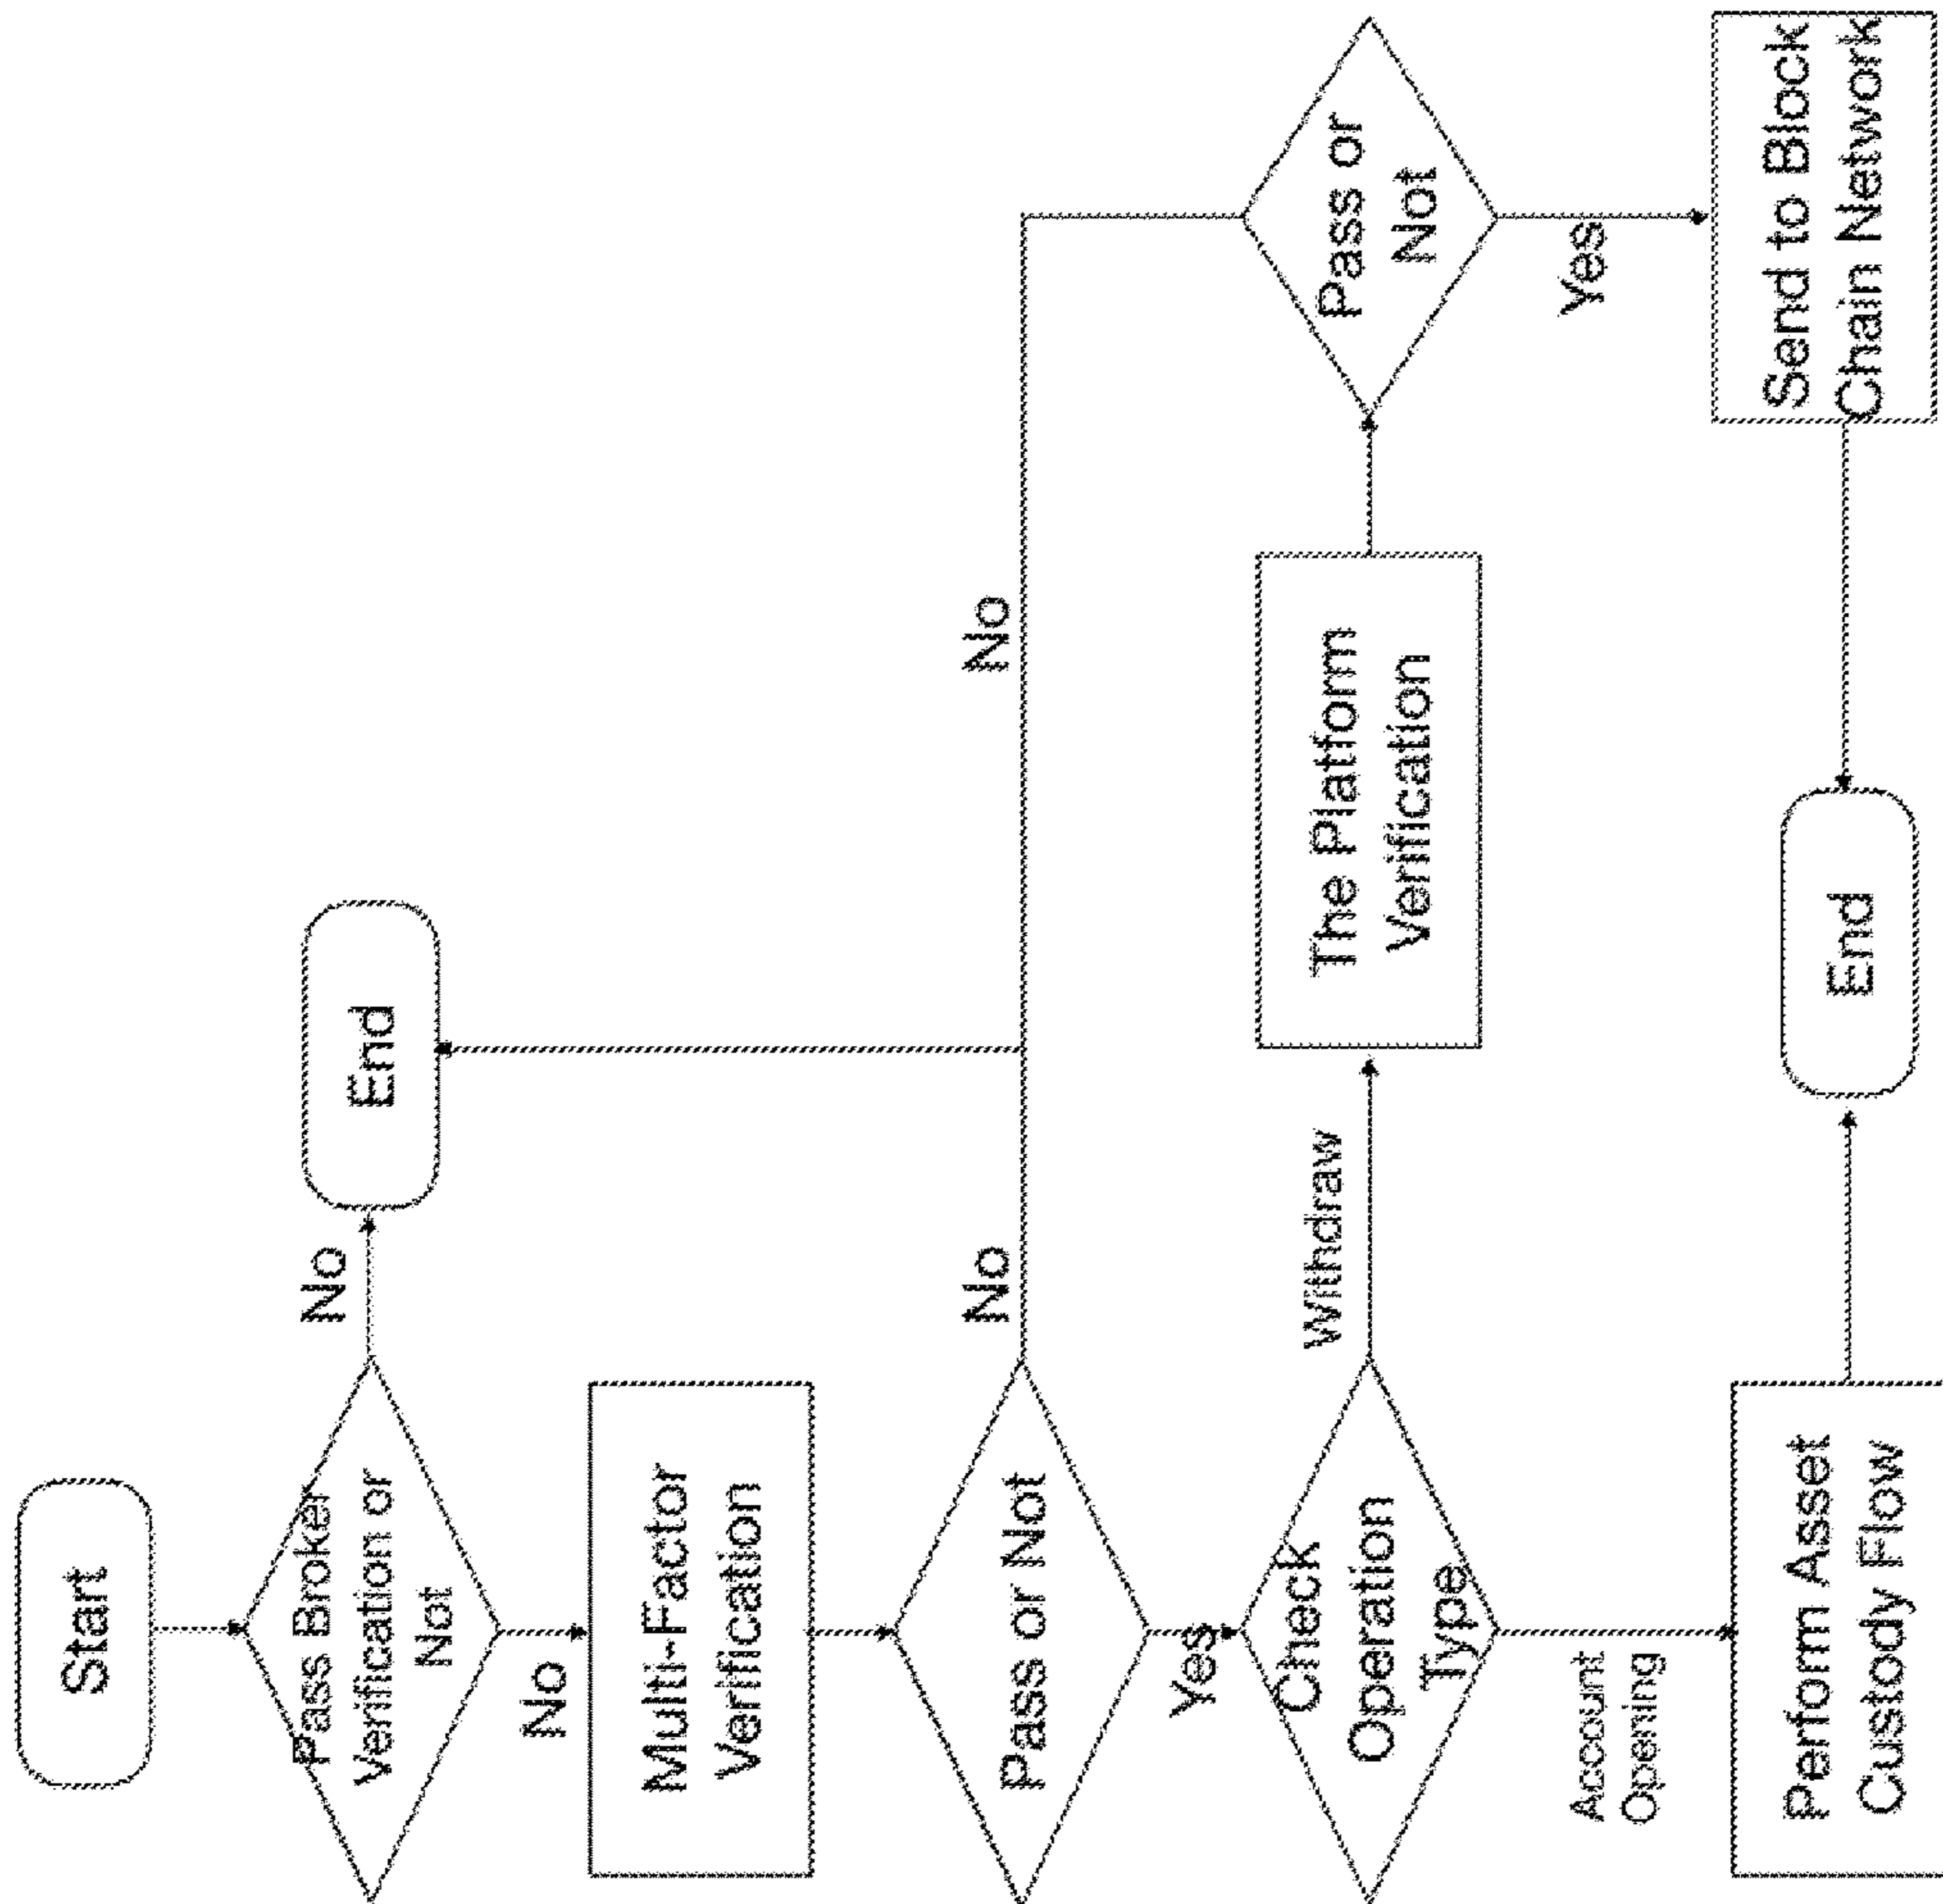 Start
Pass Broker
Verification or
Not
No
End
No
Multi-Factor
Verification
Pass or Not
No
No
Yes
Check
Operation
Type
Withdraw
The Platform
Verification
Pass or
Not
Yes
Account
Opening
Perform Asset
Custody Flow
End
Send to Block
Chain Network